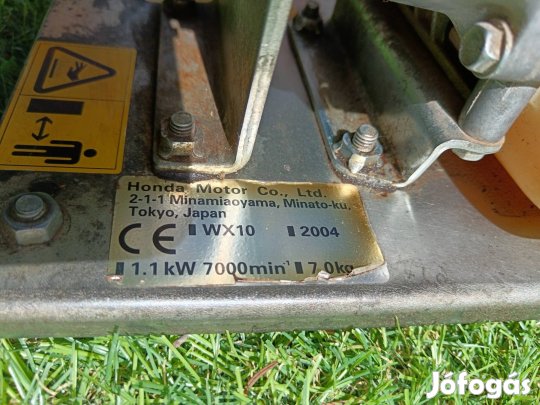 Honda Motor Co., Ltd.
2-1-1 Minamiaoyama, Minato-ku,
Tokyo, Japan
CE WX10 2004
1.1 kW 7000min⁻¹ 7.0kg
Jófogás